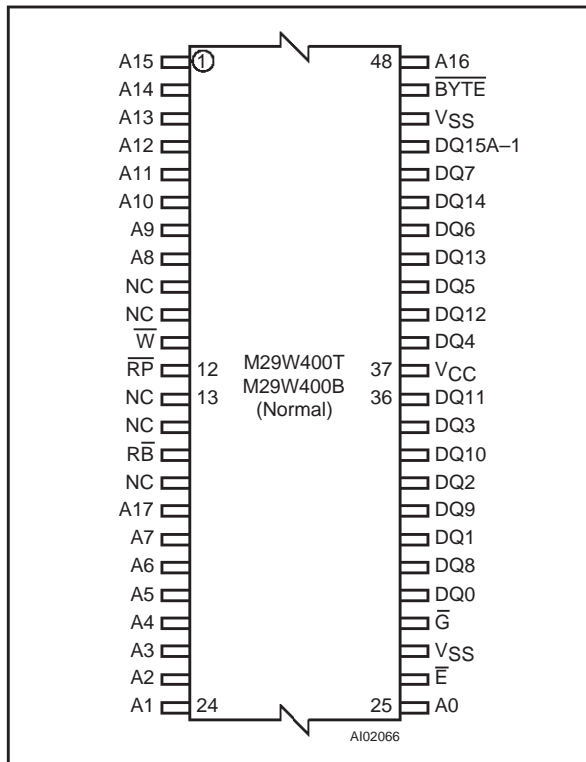 A15 1 48 A16
A14 B̅Y̅T̅E̅
A13 VSS
A12 DQ15A–1
A11 DQ7
A10 DQ14
A9 DQ6
A8 DQ13
NC DQ5
NC DQ12
W̅ DQ4
R̅P̅ 12 M29W400T 37 VCC
NC 13 M29W400B 36 DQ11
(Normal)
NC DQ3
RB̅ DQ10
NC DQ2
A17 DQ9
A7 DQ1
A6 DQ8
A5 DQ0
A4 G̅
A3 VSS
A2 E̅
A1 24 25 A0
AI02066